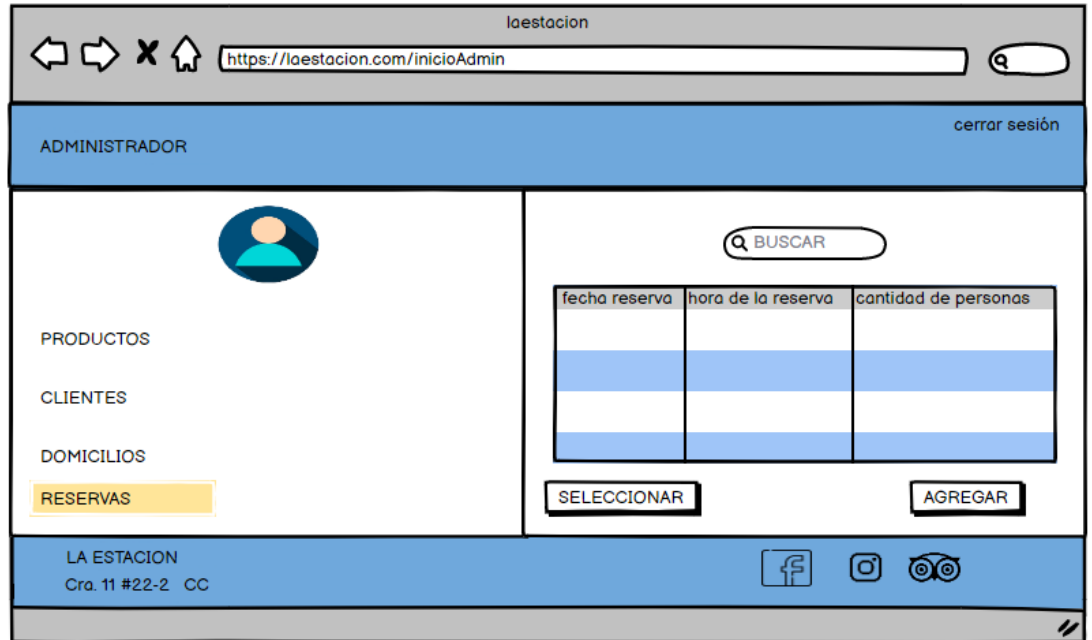 laestacion
https://laestacion.com/inicioAdmin
cerrar sesión
ADMINISTRADOR
PRODUCTOS
CLIENTES
DOMICILIOS
RESERVAS
BUSCAR
fecha reserva hora de la reserva cantidad de personas
SELECCIONAR AGREGAR
LA ESTACION
Cra. 11 #22-2 CC